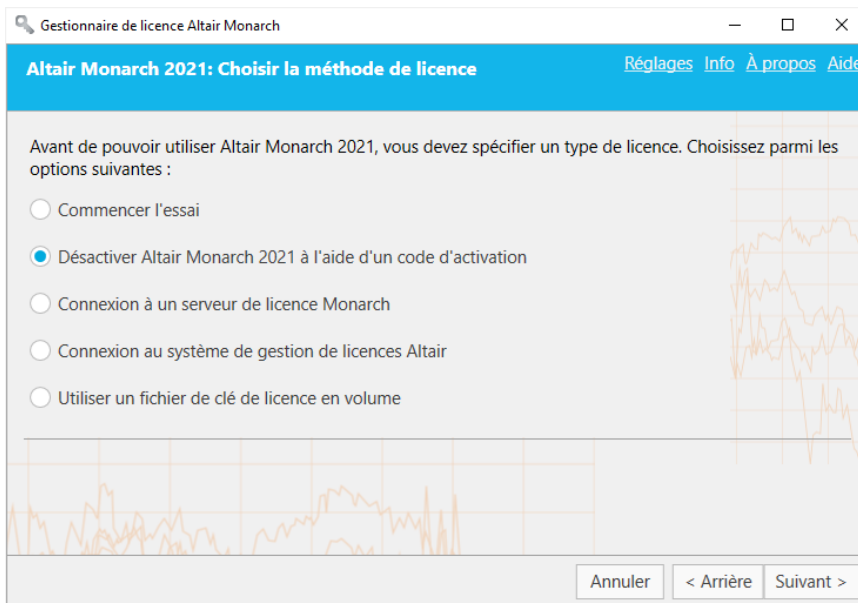 Gestionnaire de licence Altair Monarch
Altair Monarch 2021: Choisir la méthode de licence
Réglages Info À propos Aide
Avant de pouvoir utiliser Altair Monarch 2021, vous devez spécifier un type de licence. Choisissez parmi les
options suivantes :
Commencer l'essai
Désactiver Altair Monarch 2021 à l'aide d'un code d'activation
Connexion à un serveur de licence Monarch
Connexion au système de gestion de licences Altair
Utiliser un fichier de clé de licence en volume
Annuler < Arrière Suivant >